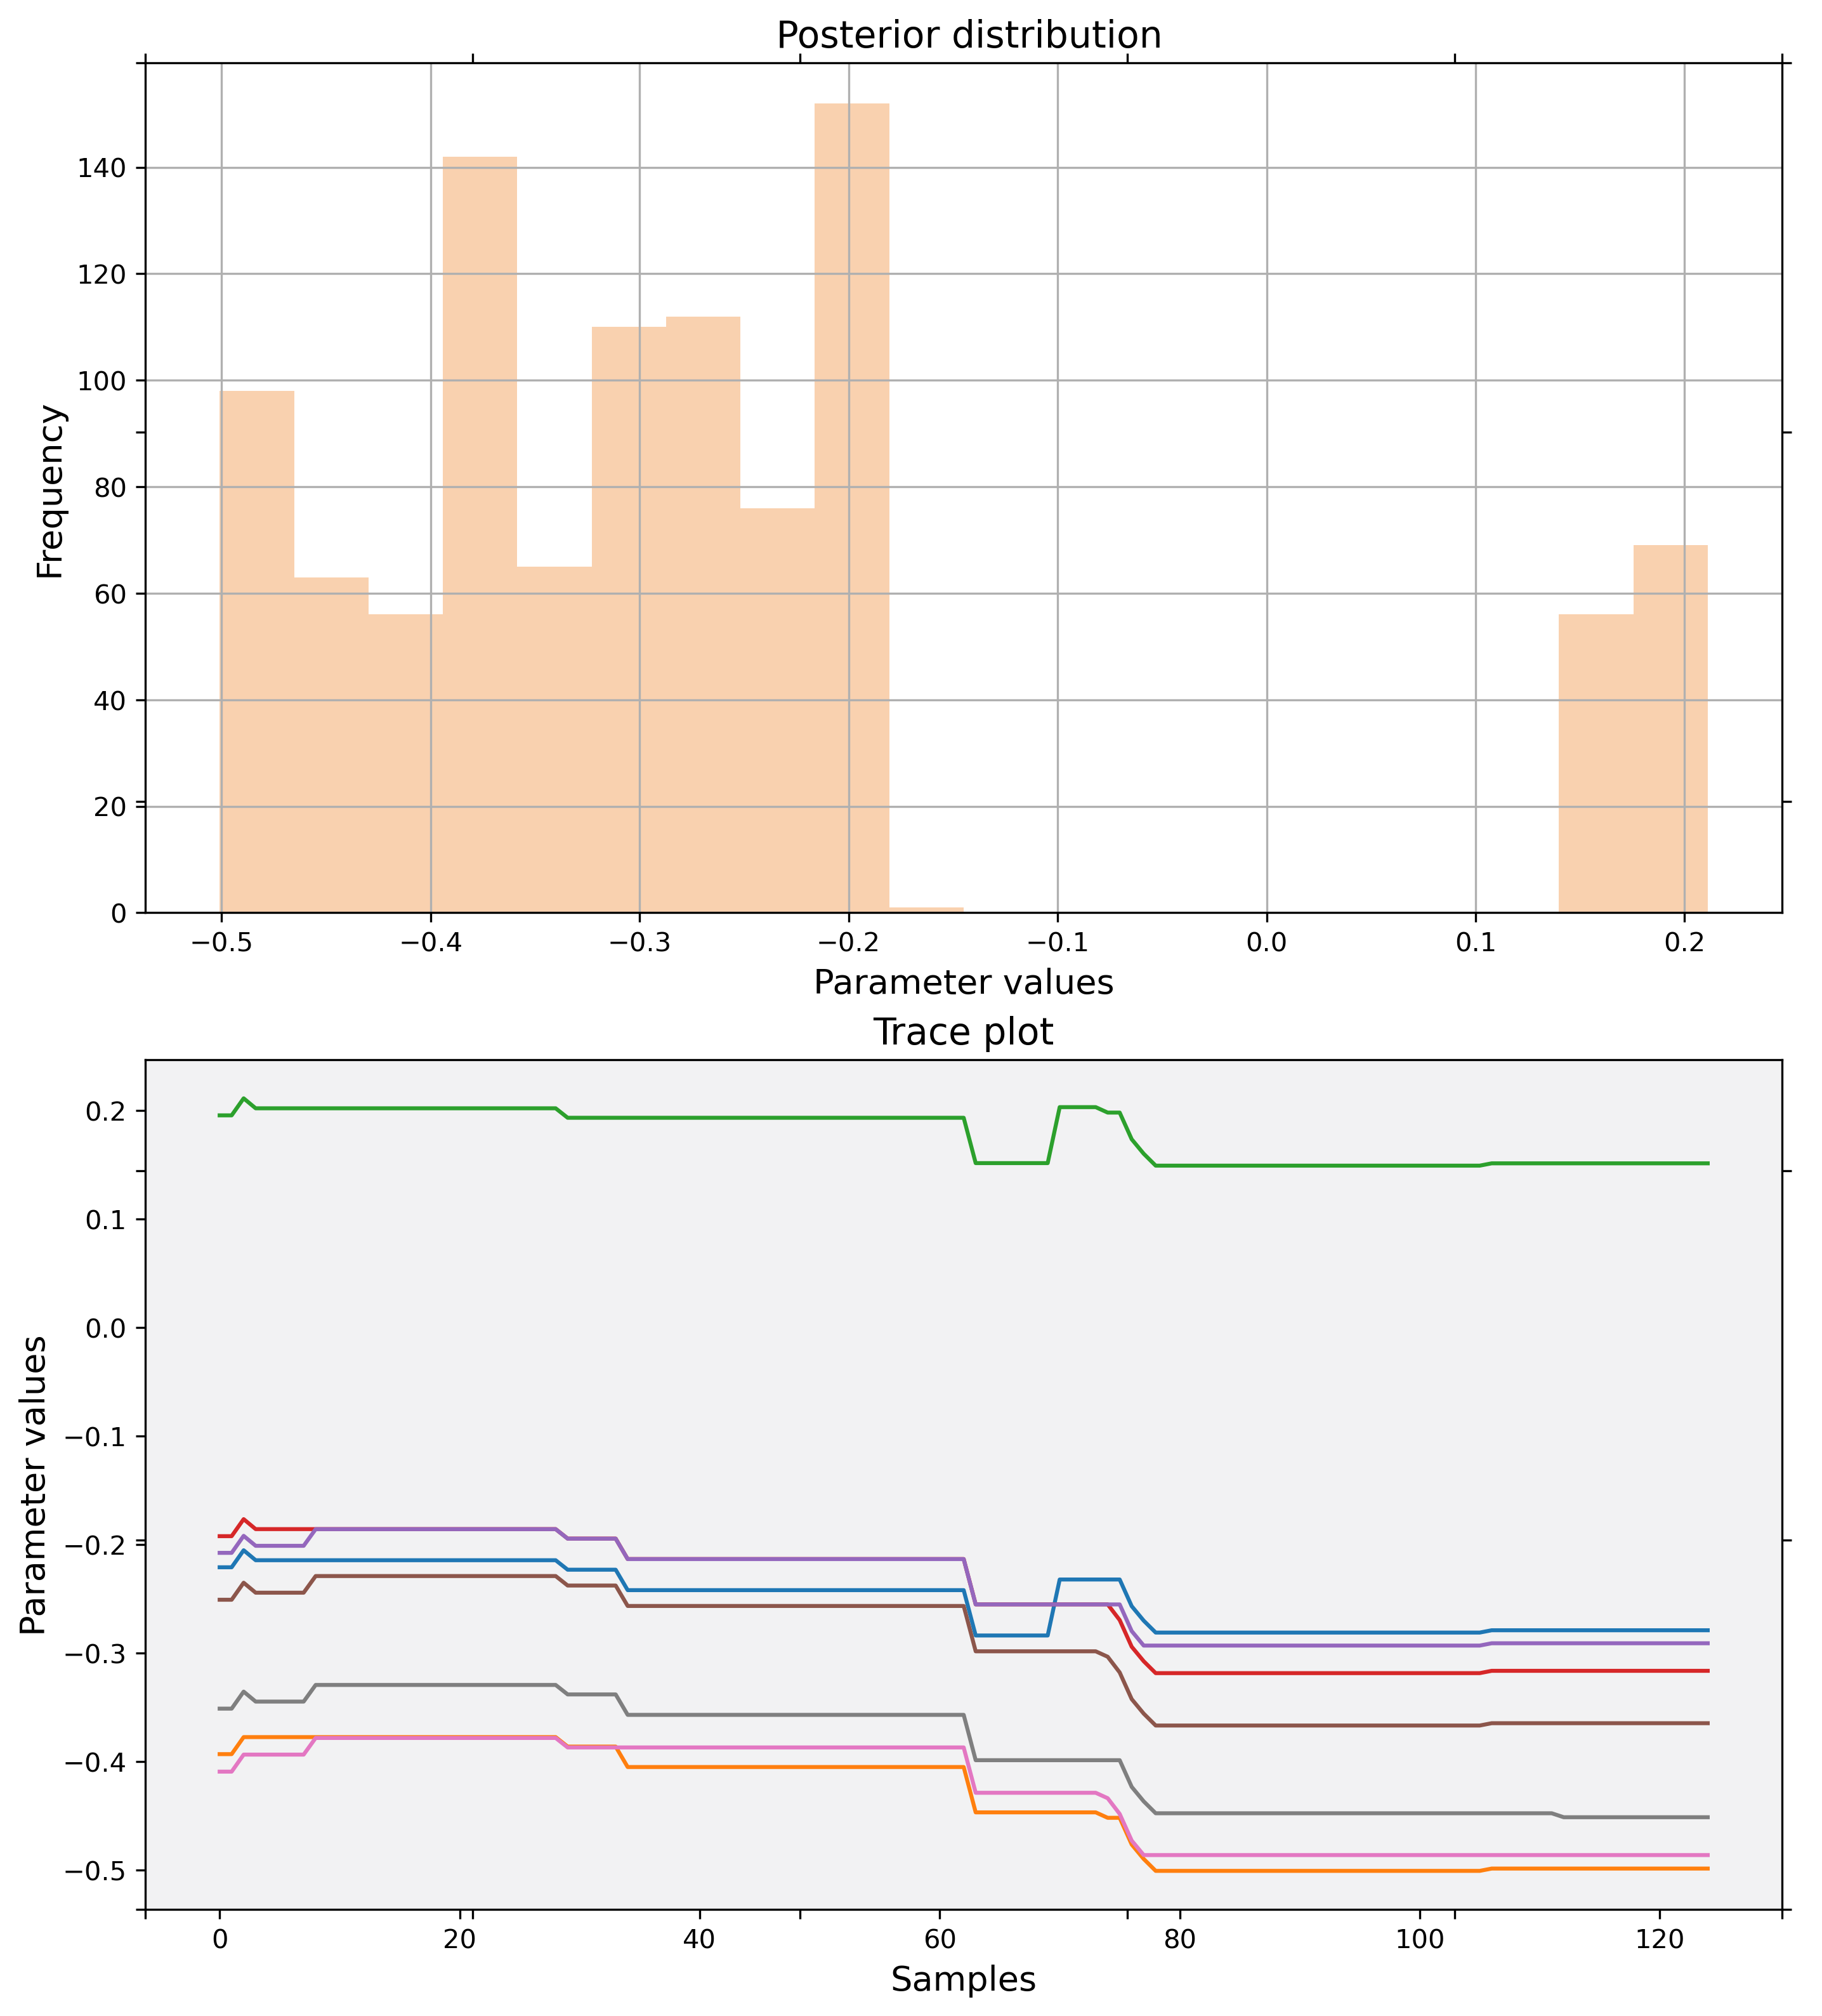 Posterior distribution
140
120
100
80
60
40
20
0
Frequency
−0.5 −0.4 −0.3 −0.2 −0.1 0.0 0.1 0.2
Parameter values
Trace plot
0.2
0.1
0.0
−0.1
−0.2
−0.3
−0.4
−0.5
Parameter values
0 20 40 60 80 100 120
Samples